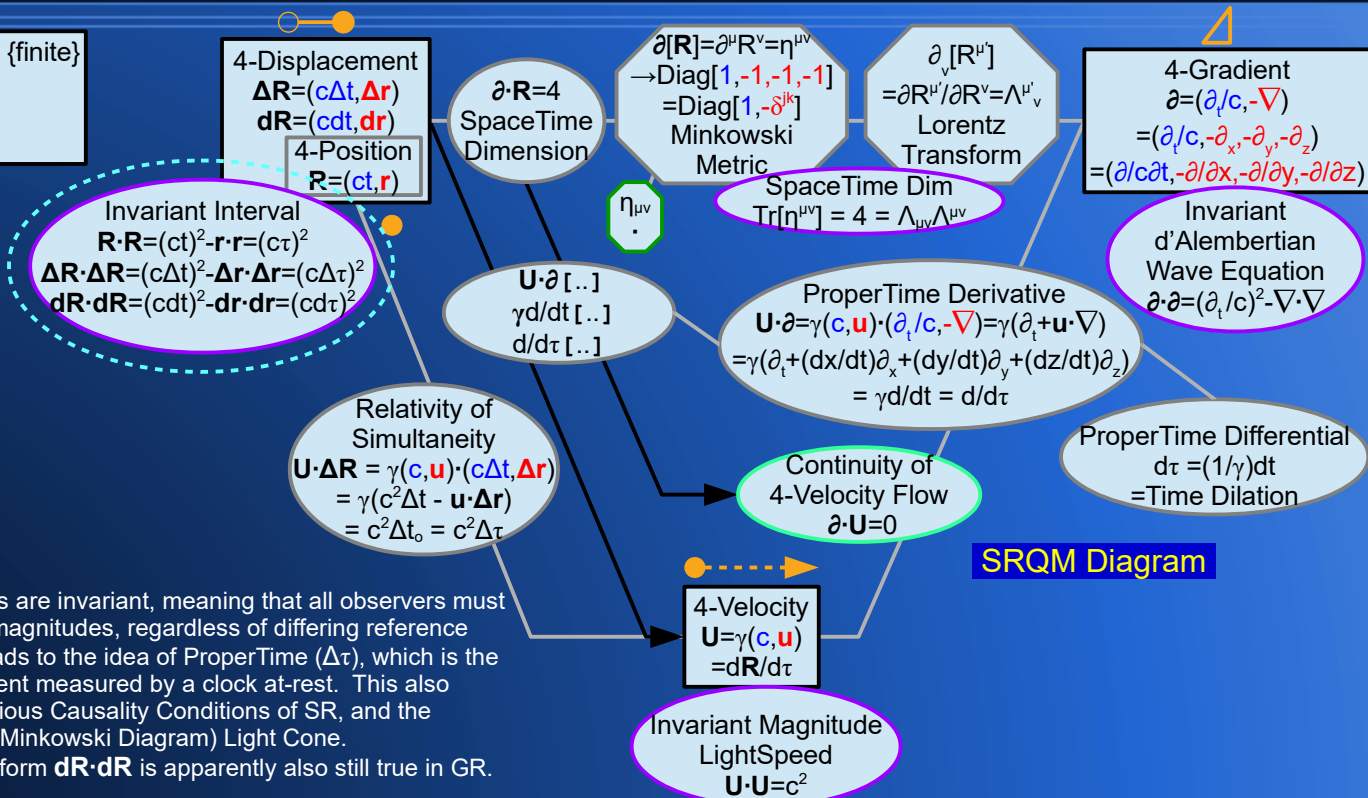 {finite}
4-Displacement
ΔR=(cΔt,Δr)
dR=(cdt,dr)
4-Position
R=(ct,r)
∂·R=4
SpaceTime
Dimension
∂[R]=∂^μR^ν=η^μν
→Diag[1,-1,-1,-1]
=Diag[1,-δ^jk]
Minkowski
Metric
∂_ν[R^μ']
=∂R^μ'/∂R^ν=Λ^μ'_ν
Lorentz
Transform
4-Gradient
∂=(∂_t/c,-∇)
=(∂_t/c,-∂_x,-∂_y,-∂_z)
=(∂/c∂t,-∂/∂x,-∂/∂y,-∂/∂z)
SpaceTime Dim
Tr[η^μν] = 4 = Λ_μνΛ^μν
η_μν
·
Invariant Interval
R·R=(ct)²-r·r=(cτ)²
ΔR·ΔR=(cΔt)²-Δr·Δr=(cΔτ)²
dR·dR=(cdt)²-dr·dr=(cdτ)²
Invariant
d'Alembertian
Wave Equation
∂·∂=(∂_t/c)²-∇·∇
U·∂[..]
γd/dt[..]
d/dτ[..]
ProperTime Derivative
U·∂=γ(c,u)·(∂_t/c,-∇)=γ(∂_t+u·∇)
=γ(∂_t+(dx/dt)∂_x+(dy/dt)∂_y+(dz/dt)∂_z)
= γd/dt = d/dτ
Relativity of
Simultaneity
U·ΔR = γ(c,u)·(cΔt,Δr)
= γ(c²Δt - u·Δr)
= c²Δt_o = c²Δτ
Continuity of
4-Velocity Flow
∂·U=0
ProperTime Differential
dτ =(1/γ)dt
=Time Dilation
SRQM Diagram
s are invariant, meaning that all observers must
magnitudes, regardless of differing reference
ads to the idea of ProperTime (Δτ), which is the
ent measured by a clock at-rest. This also
ious Causality Conditions of SR, and the
(Minkowski Diagram) Light Cone.
form dR·dR is apparently also still true in GR.
4-Velocity
U=γ(c,u)
=dR/dτ
Invariant Magnitude
LightSpeed
U·U=c²